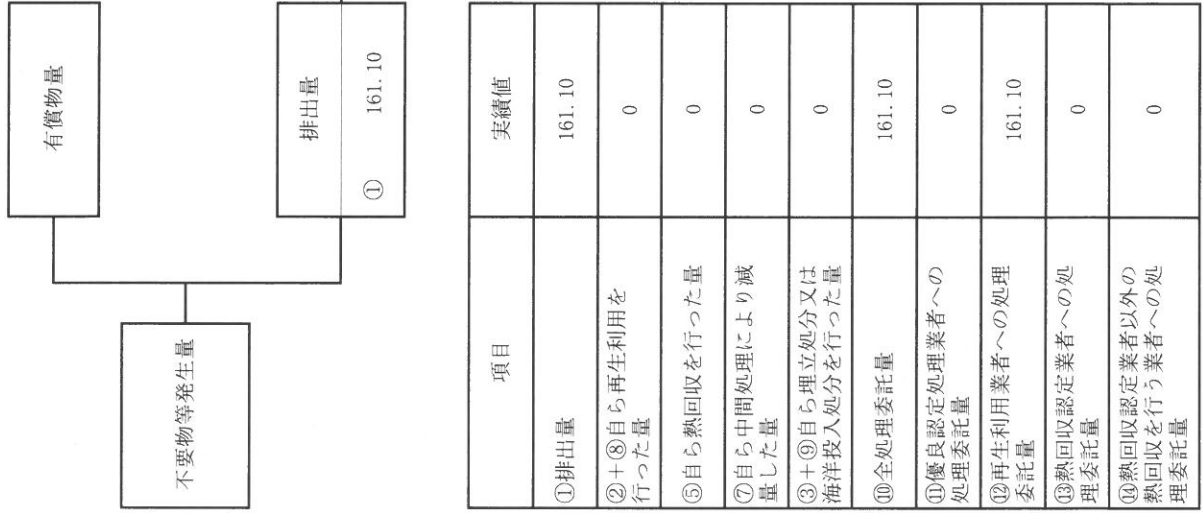 不要物等発生量
有償物量
排出量
① 161.10
項目 実績値
①排出量 161.10
②+⑧自ら再生利用を
行った量 0
⑤自ら熱回収を行った量 0
⑦自ら中間処理により減
量した量 0
③+⑨自ら埋立処分又は
海洋投入処分を行った量 0
⑩全処理委託量 161.10
⑪優良認定処理業者への
処理委託量 0
⑫再生利用業者への処理
委託量 161.10
⑬熱回収認定業者への処
理委託量 0
⑭熱回収認定業者以外の
熱回収を行う業者への処
理委託量 0